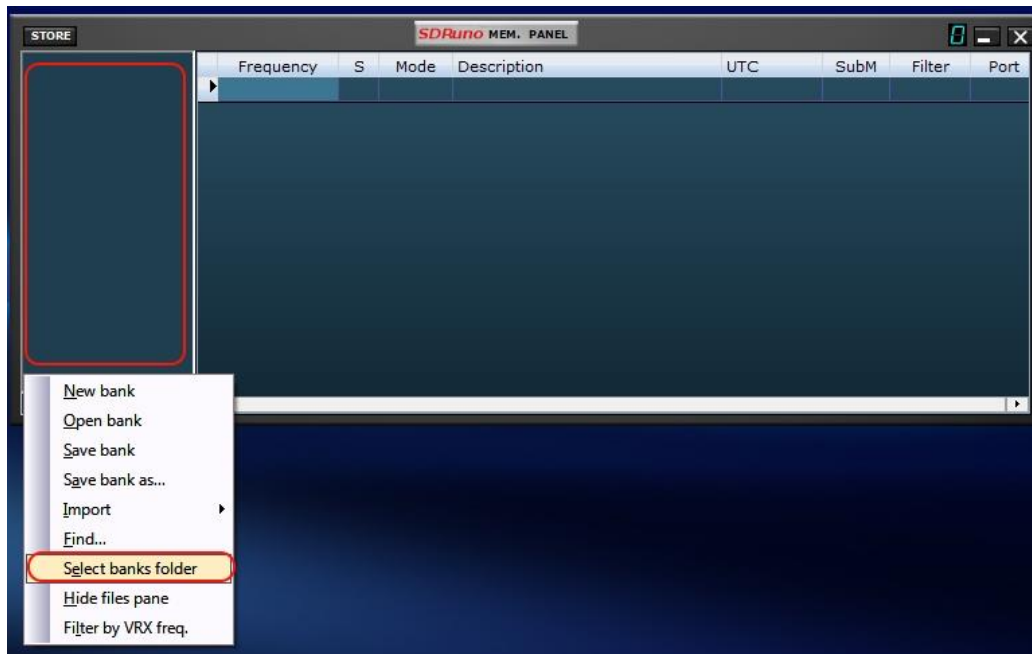 STORE SDRuno MEM. PANEL 0
Frequency S Mode Description UTC SubM Filter Port
New bank
Open bank
Save bank
Save bank as...
Import
Find...
Select banks folder
Hide files pane
Filter by VRX freq.